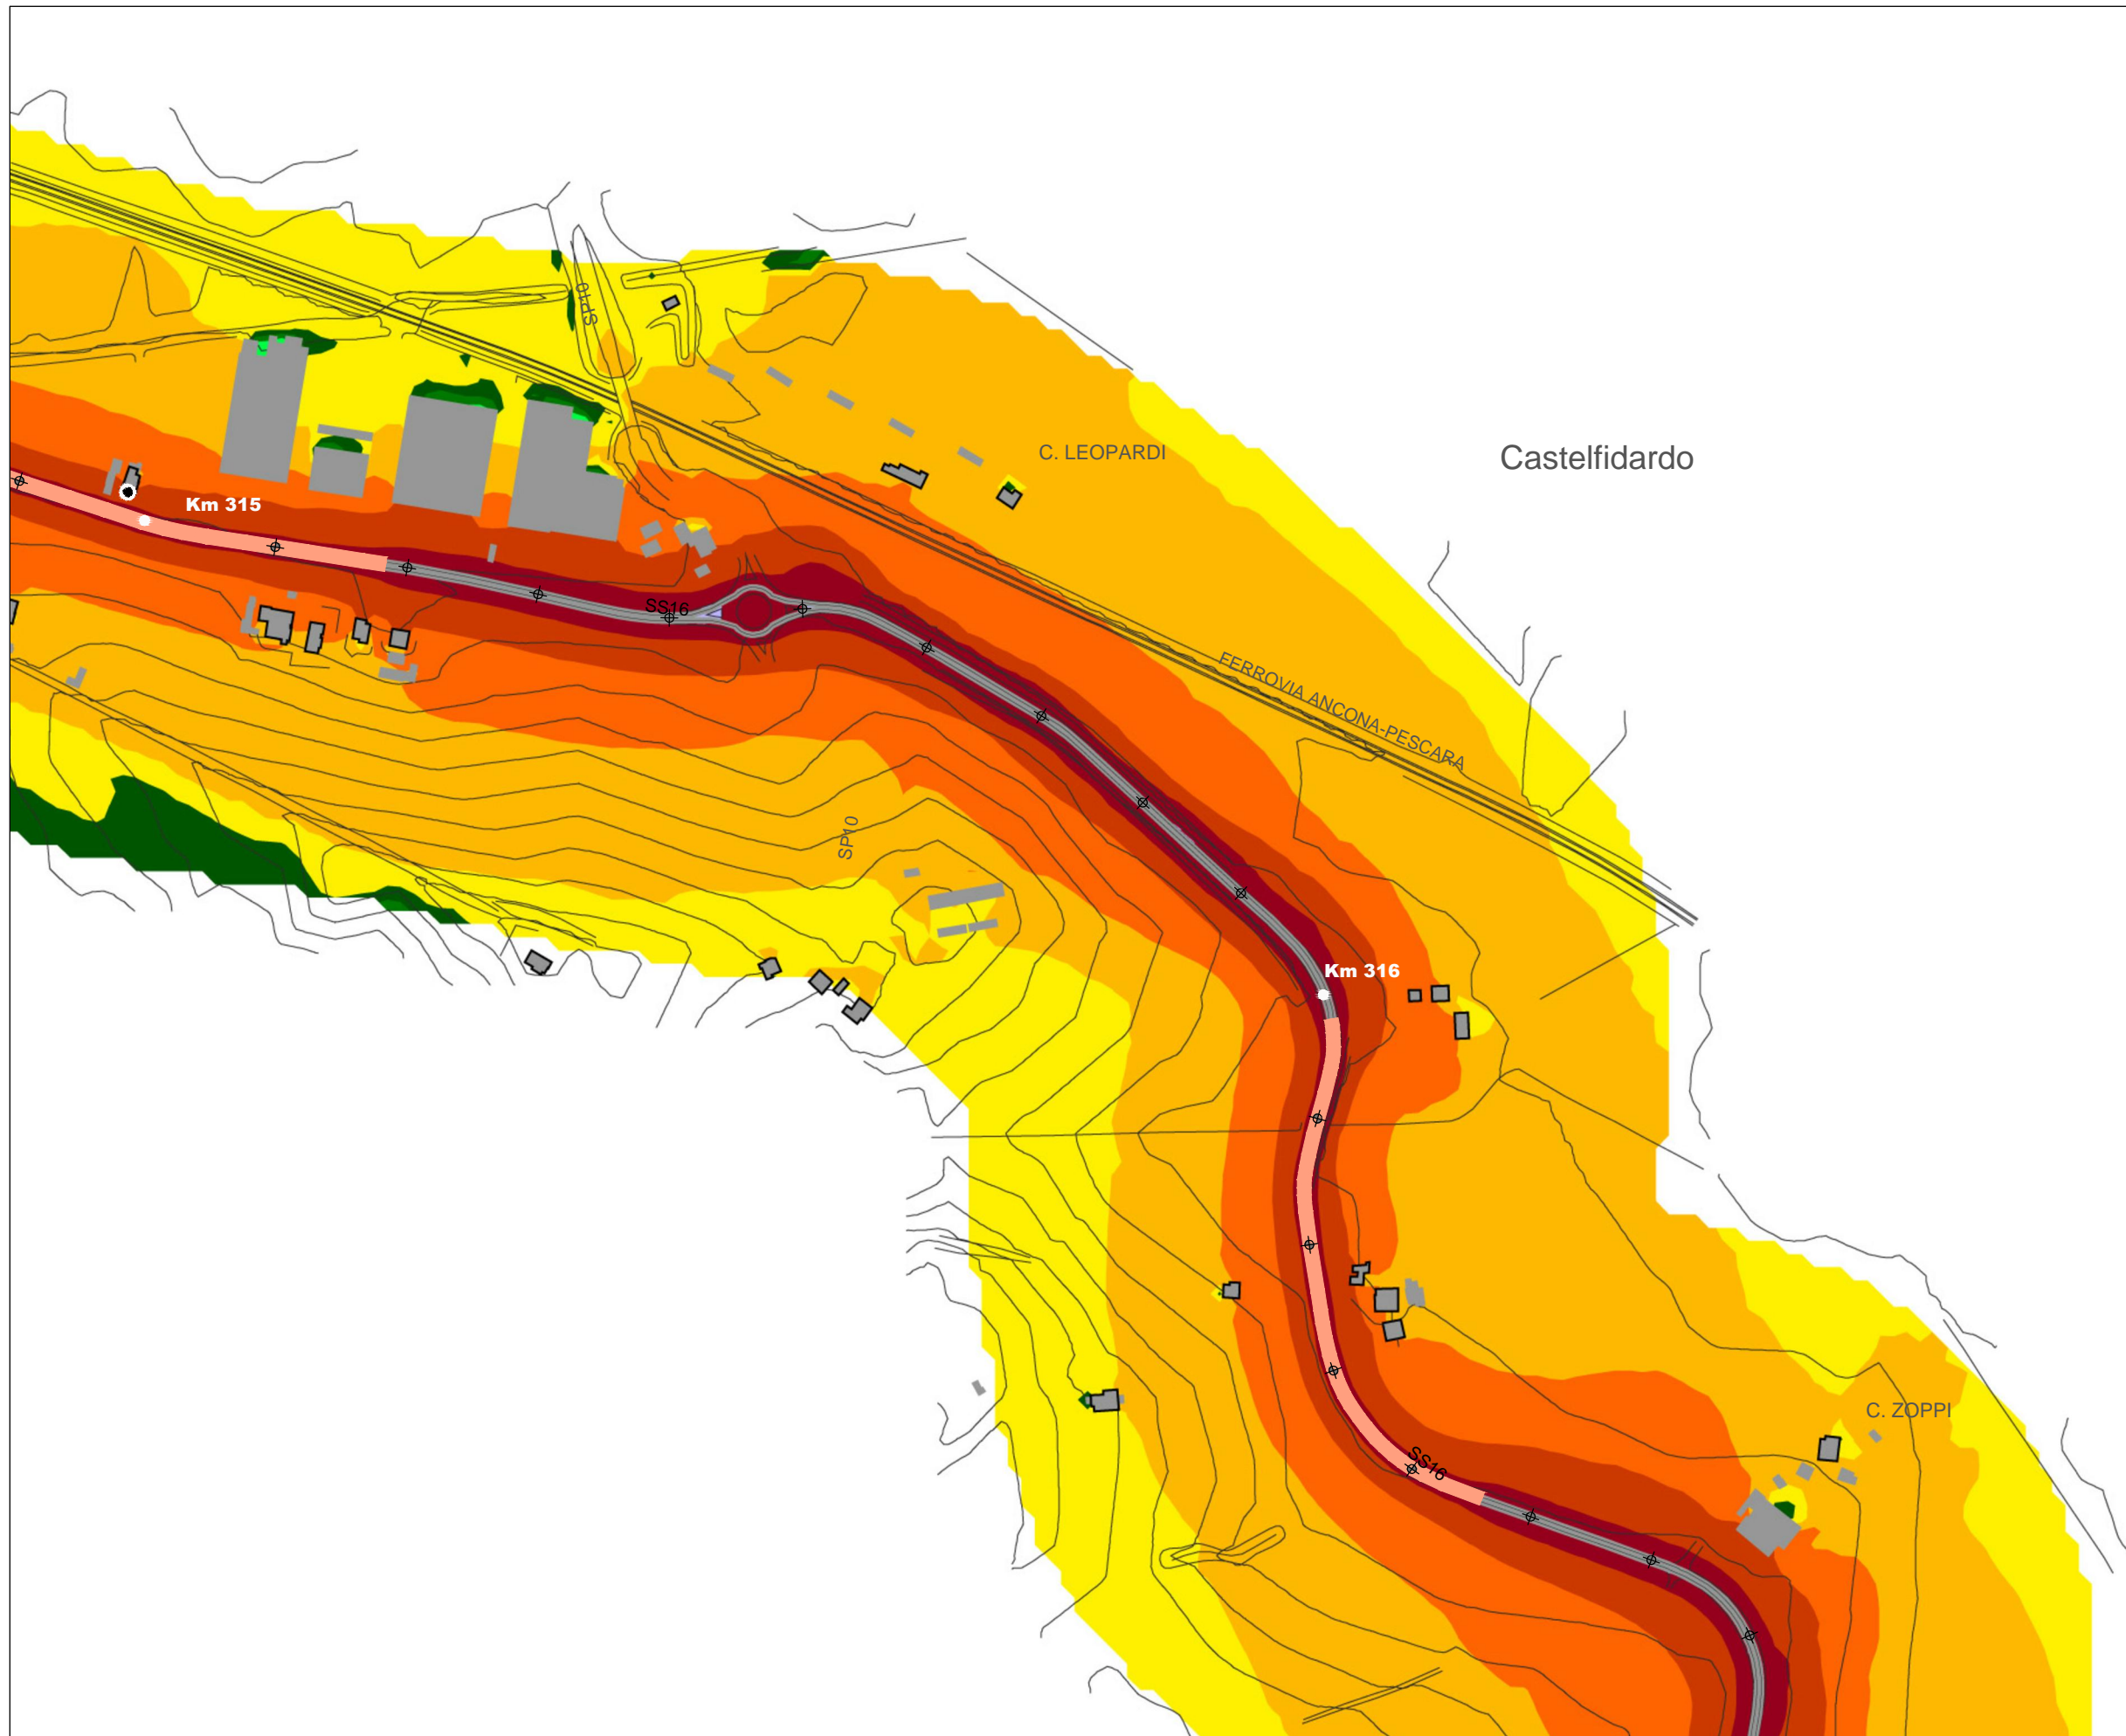 SP10
C. LEOPARDI
Castelfidardo
Km 315
SS16
FERROVIA ANCONA-PESCARA
SP10
Km 316
C. ZOPPI
SS16